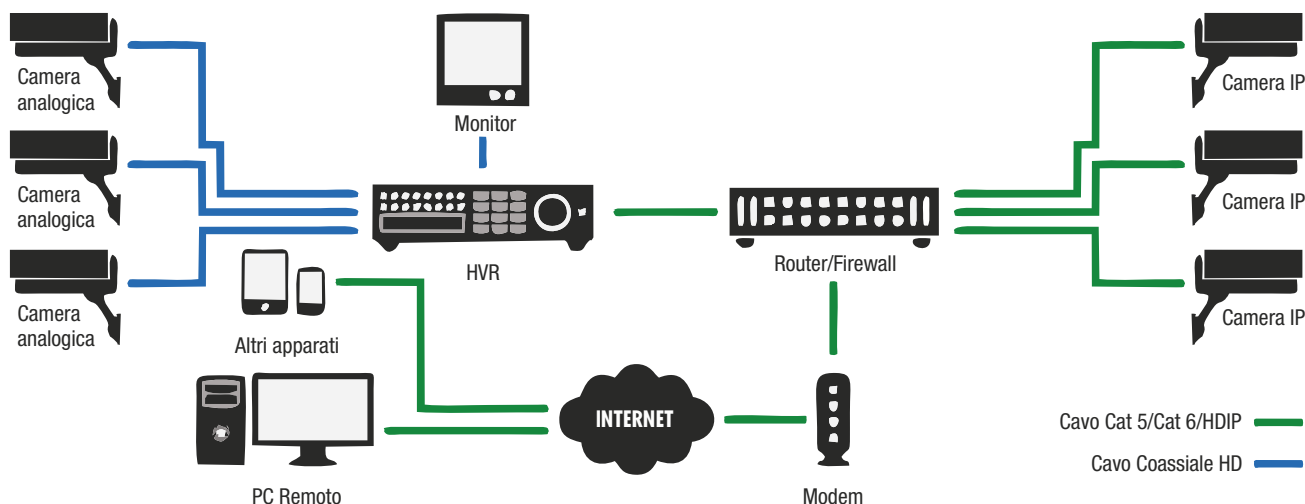 Camera
analogica
Monitor
Camera IP
Camera
analogica
HVR
Router/Firewall
Camera IP
Camera
analogica
Altri apparati
Camera IP
INTERNET
PC Remoto
Modem
Cavo Cat 5/Cat 6/HDIP
Cavo Coassiale HD